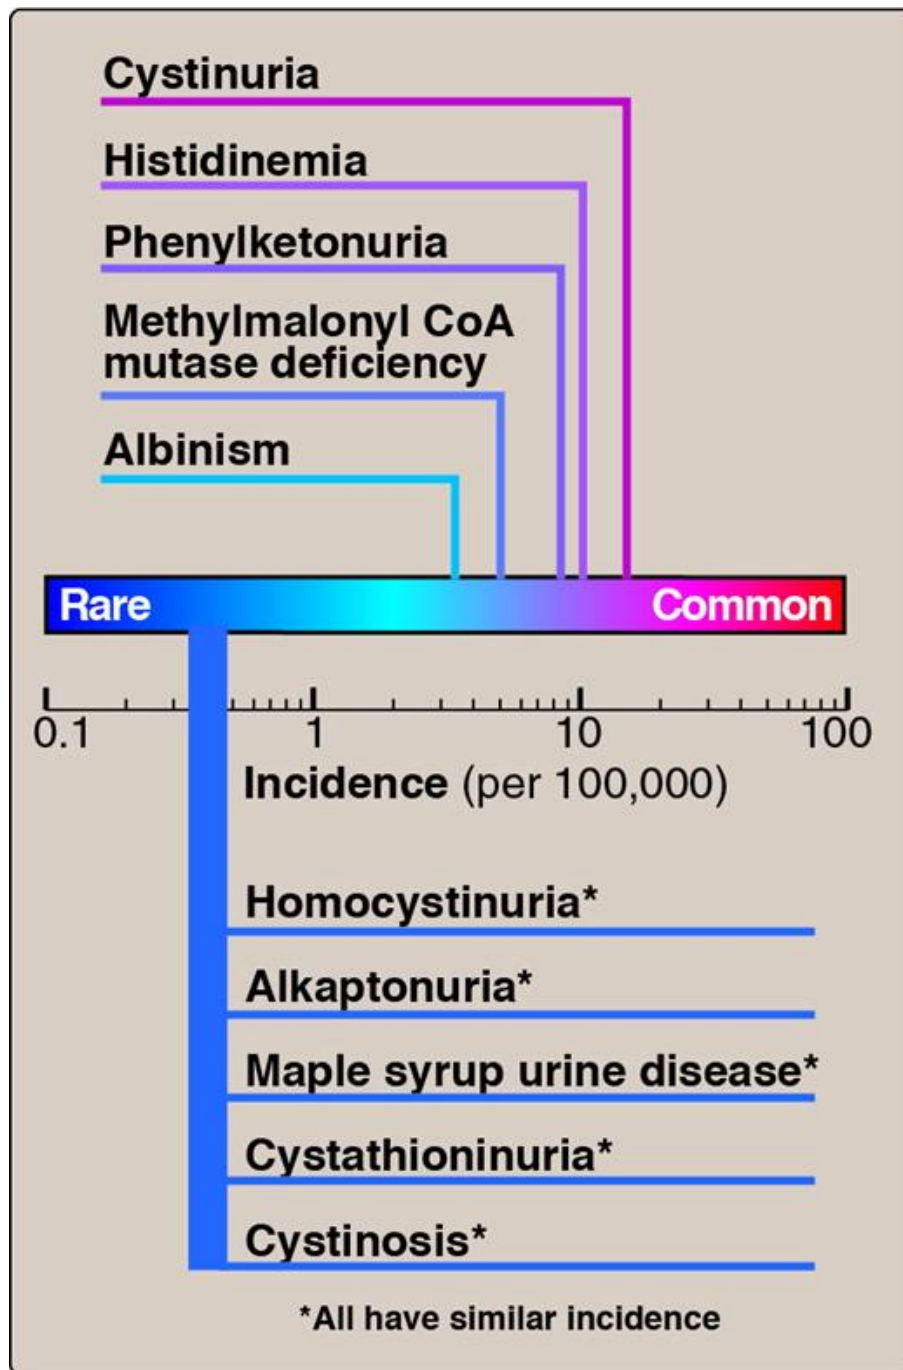 Cystinuria
Histidinemia
Phenylketonuria
Methylmalonyl CoA
mutase deficiency
Albinism
Rare Common
0.1 1 10 100
Incidence (per 100,000)
Homocystinuria*
Alkaptonuria*
Maple syrup urine disease*
Cystathioninuria*
Cystinosis*
*All have similar incidence